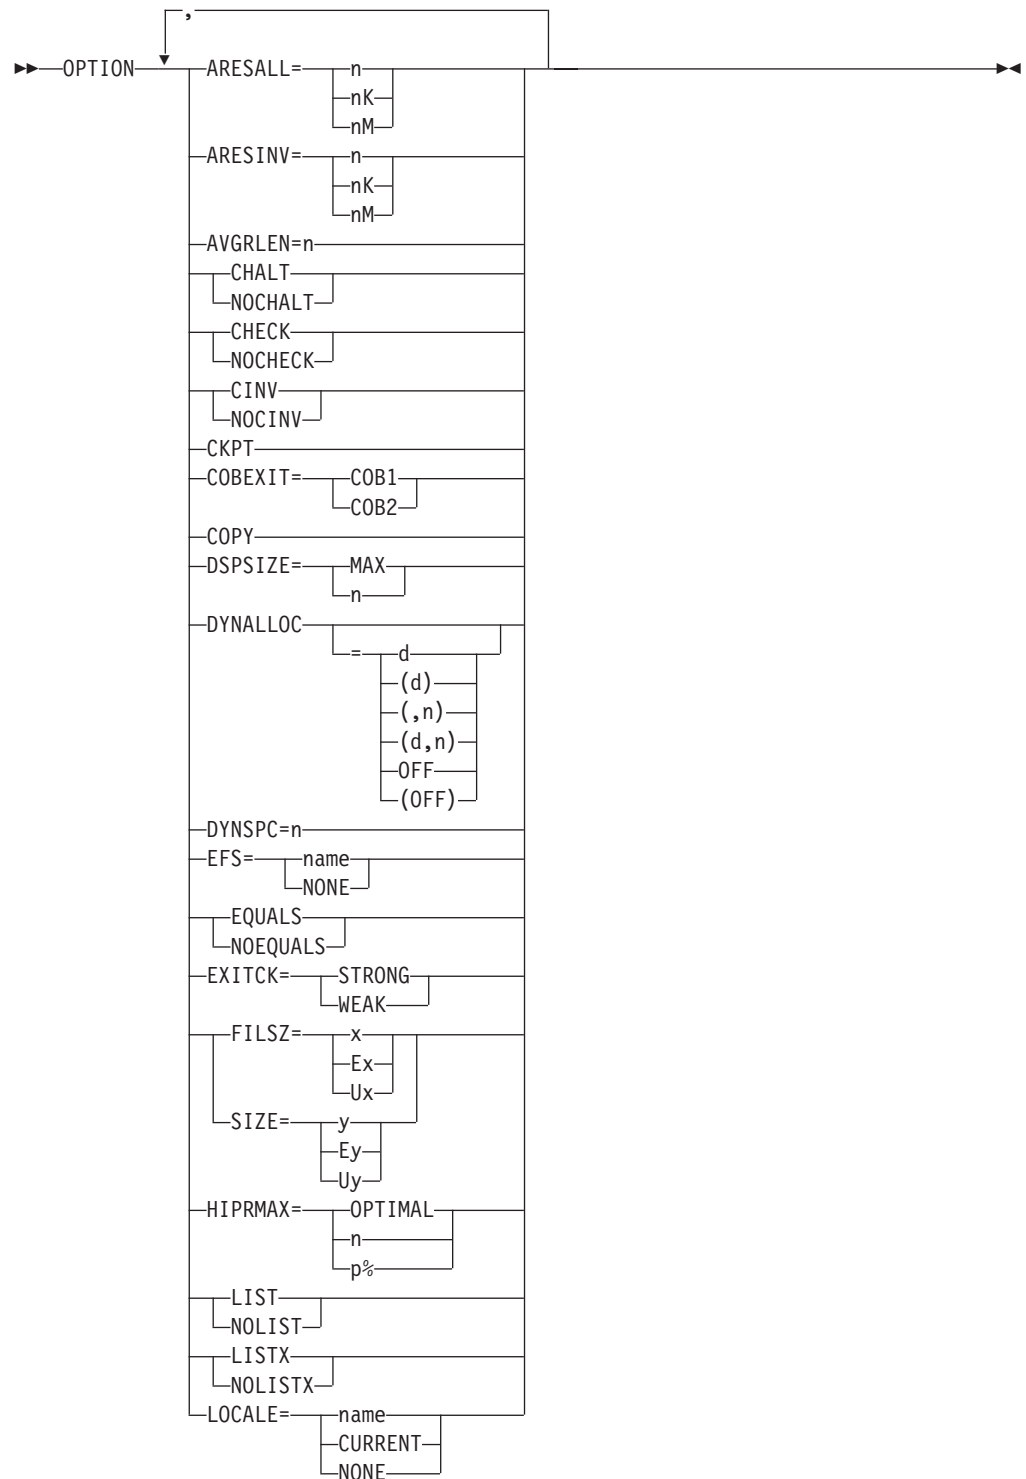 ,
OPTION ARESALL= n
nK
nM
ARESINV= n
nK
nM
AVGRLEN=n
CHALT
NOCHALT
CHECK
NOCHECK
CINV
NOCINV
CKPT
COBEXIT= COB1
COB2
COPY
DSPSIZE= MAX
n
DYNALLOC
= d
(d)
(,n)
(d,n)
OFF
(OFF)
DYNSPC=n
EFS= name
NONE
EQUALS
NOEQUALS
EXITCK= STRONG
WEAK
FILSZ= x
Ex
Ux
SIZE= y
Ey
Uy
HIPRMAX= OPTIMAL
n
p%
LIST
NOLIST
LISTX
NOLISTX
LOCALE= name
CURRENT
NONE